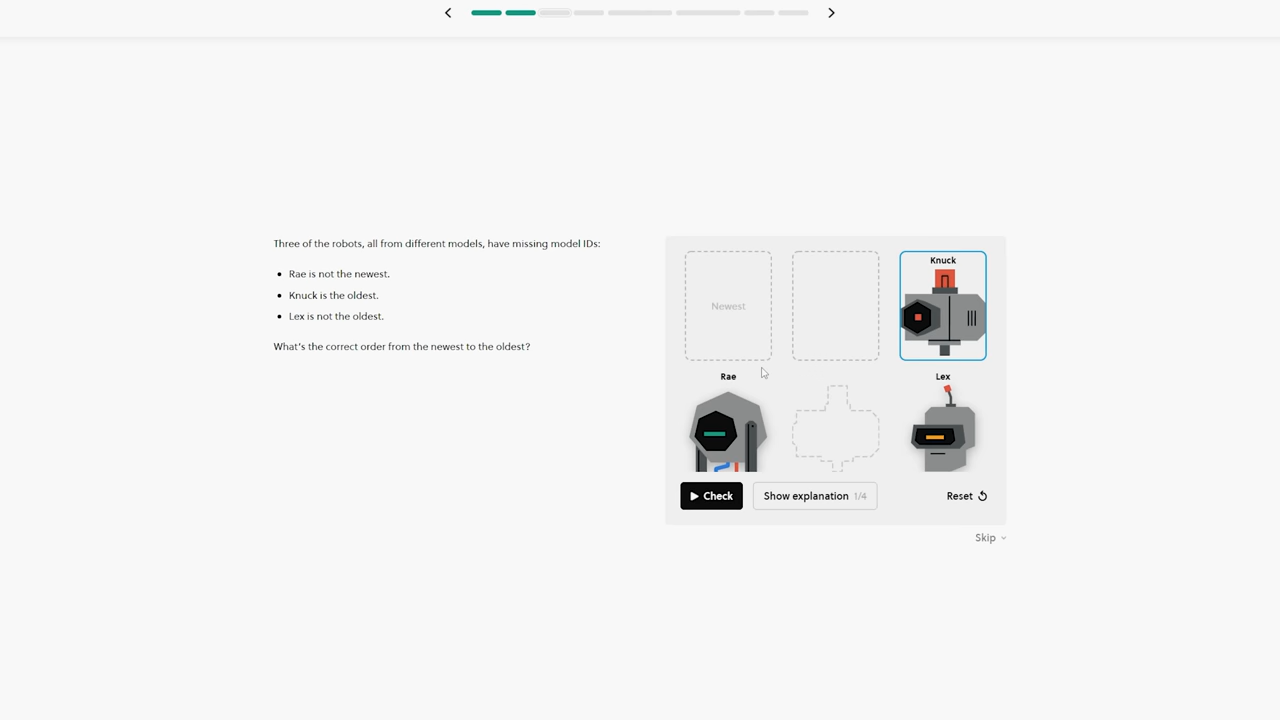 Three of the robots, all from different models, have missing model IDs:
• Rae is not the newest.
• Knuck is the oldest.
• Lex is not the oldest.
What's the correct order from the newest to the oldest?
Knuck
Newest
Rae
Lex
Check
Show explanation 1/4
Reset
Skip